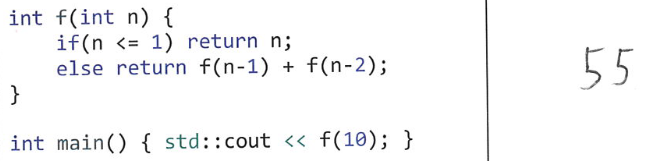 int f(int n) {
    if(n <= 1) return n;
    else return f(n-1) + f(n-2);
}
55
int main() { std::cout << f(10); }